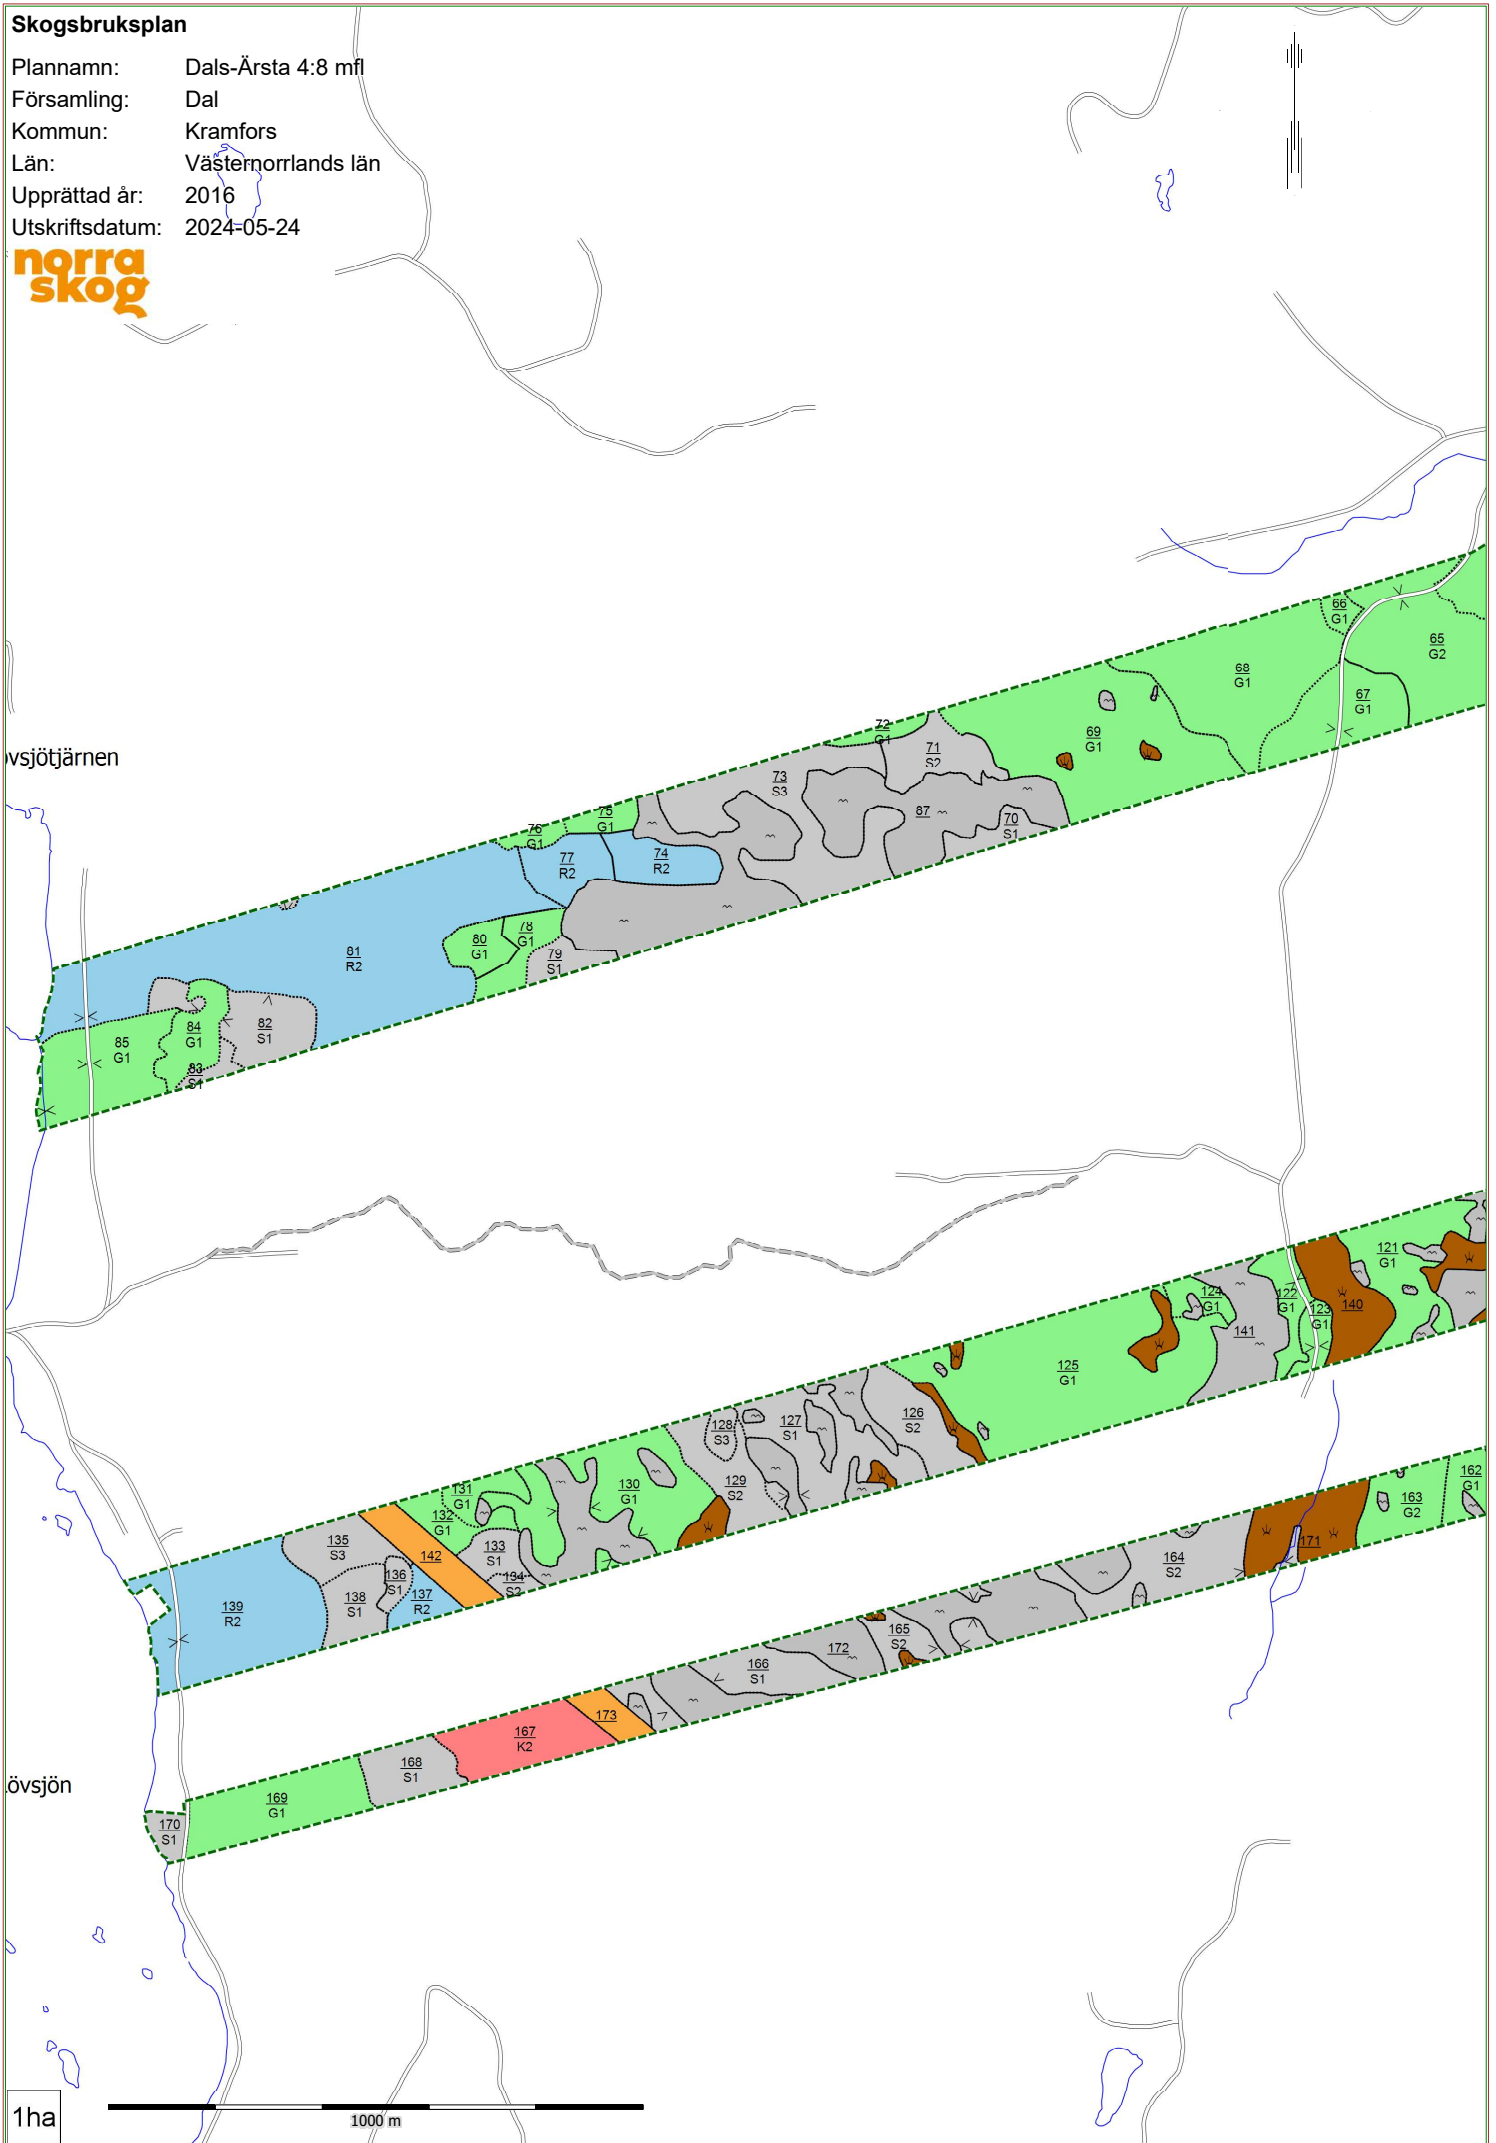 Skogsbruksplan
Plannamn: Dals-Ärsta 4:8 mfl
Församling: Dal
Kommun: Kramfors
Län: Västernorrlands län
Upprättad år: 2016
Utskriftsdatum: 2024-05-24
norra
skog
66
G1
65
G2
68
G1
67
G1
69
G1
72
G1
71
S2
73
S3
87
70
S1
75
G1
76
G1
77
R2
74
R2
78
G1
80
G1
79
S1
81
R2
82
S1
84
G1
85
G1
83
S1
vsjötjärnen
121
G1
122
G1
123
G1
140
124
G1
141
125
G1
126
S2
127
S1
128
S3
129
S2
130
G1
131
G1
132
G1
133
S1
134
S2
135
S3
142
136
S1
137
R2
138
S1
139
R2
162
G1
163
G2
171
164
S2
165
S2
172
166
S1
173
167
K2
168
S1
169
G1
170
S1
övsjön
1ha
1000 m